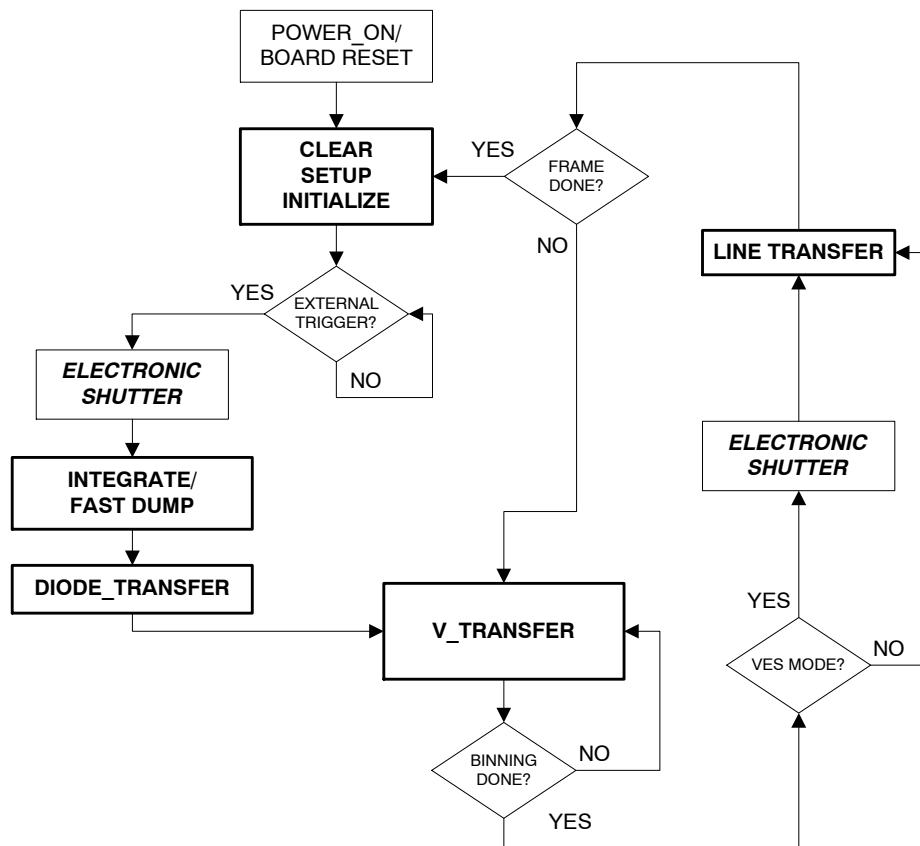 POWER_ON/
BOARD RESET
CLEAR
SETUP
INITIALIZE
YES
FRAME
DONE?
NO
LINE TRANSFER
YES
EXTERNAL
TRIGGER?
NO
ELECTRONIC
SHUTTER
ELECTRONIC
SHUTTER
INTEGRATE/
FAST DUMP
DIODE_TRANSFER
V_TRANSFER
YES
VES MODE?
NO
BINNING
DONE?
NO
YES